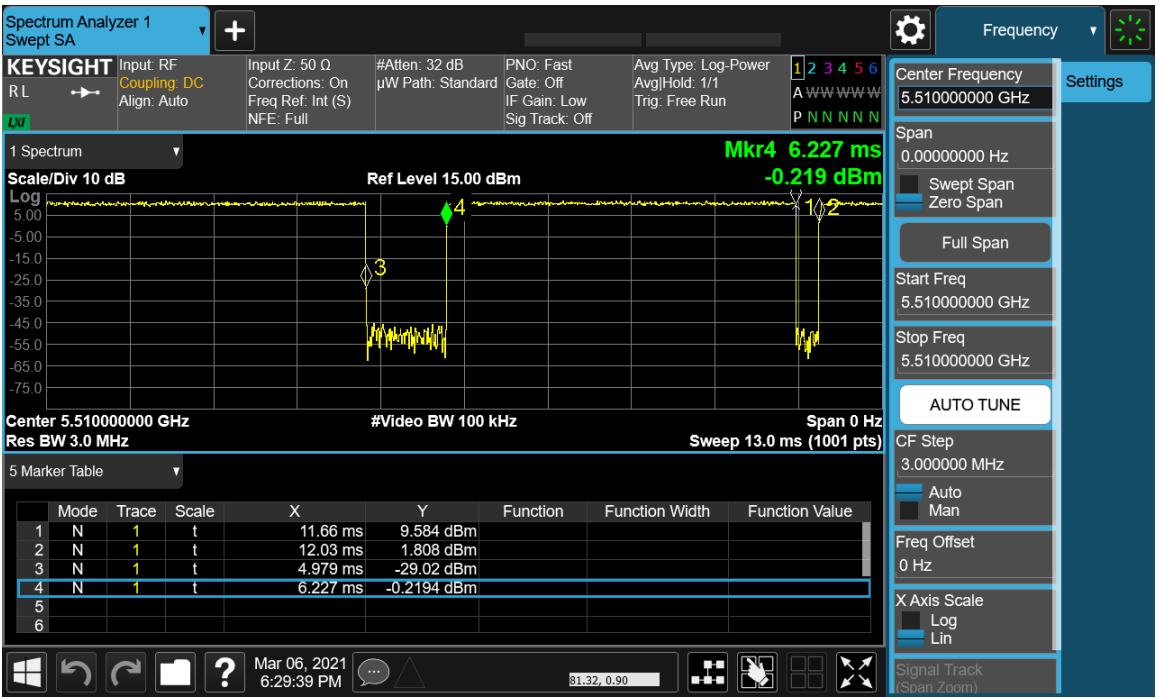 Spectrum Analyzer 1
Swept SA
Frequency
KEYSIGHT
RL
LXI
Input: RF
Coupling: DC
Align: Auto
Input Z: 50 Ω
Corrections: On
Freq Ref: Int (S)
NFE: Full
#Atten: 32 dB
µW Path: Standard
PNO: Fast
Gate: Off
IF Gain: Low
Sig Track: Off
Avg Type: Log-Power
Avg|Hold: 1/1
Trig: Free Run
1 2 3 4 5 6
A W W W W W
P N N N N N
Center Frequency
5.510000000 GHz
Settings
Span
0.00000000 Hz
Swept Span
Zero Span
Full Span
Start Freq
5.510000000 GHz
Stop Freq
5.510000000 GHz
AUTO TUNE
CF Step
3.000000 MHz
Auto
Man
Freq Offset
0 Hz
X Axis Scale
Log
Lin
Signal Track
(Span Zoom)
1 Spectrum
Mkr4 6.227 ms
-0.219 dBm
Scale/Div 10 dB
Ref Level 15.00 dBm
Log
5.00
-5.00
-15.0
-25.0
-35.0
-45.0
-55.0
-65.0
-75.0
4
1
2
3
Center 5.510000000 GHz
#Video BW 100 kHz
Span 0 Hz
Res BW 3.0 MHz
Sweep 13.0 ms (1001 pts)
5 Marker Table
Mode Trace Scale X Y Function Function Width Function Value
1 N 1 t 11.66 ms 9.584 dBm
2 N 1 t 12.03 ms 1.808 dBm
3 N 1 t 4.979 ms -29.02 dBm
4 N 1 t 6.227 ms -0.2194 dBm
5
6
?
Mar 06, 2021
6:29:39 PM
81.32, 0.90